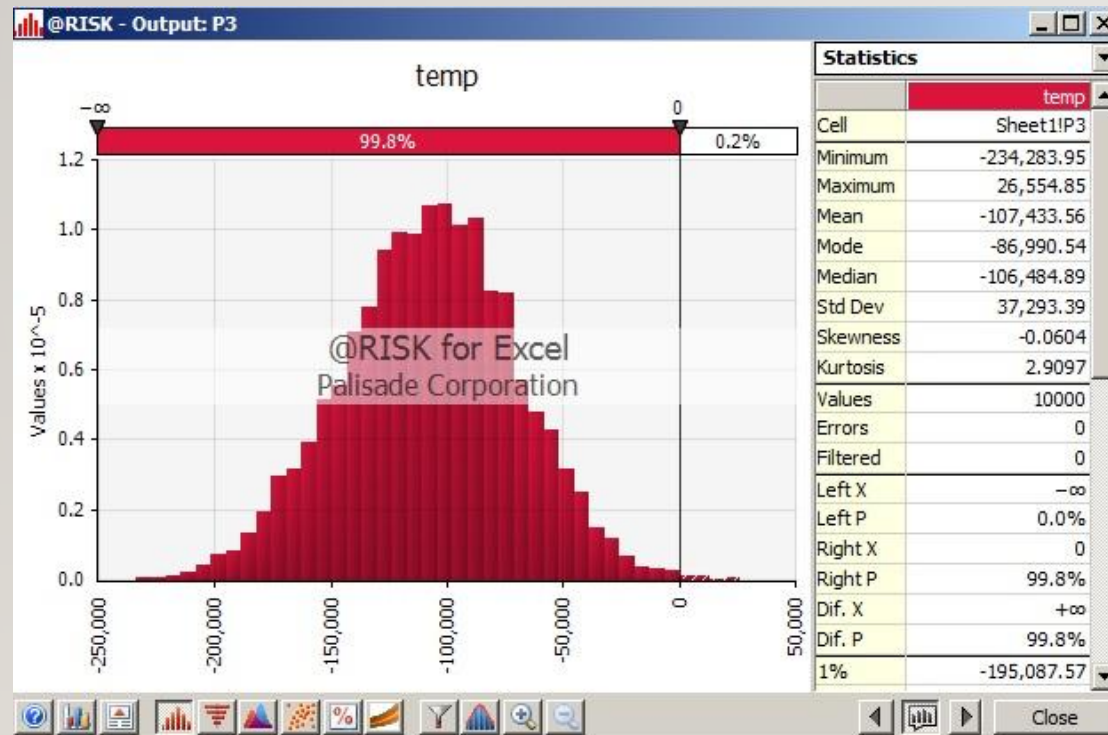 @RISK - Output: P3
temp
−∞ 0
99.8% 0.2%
1.2
1.0
0.8
0.6
0.4
0.2
0.0
Values x 10^-5
@RISK for Excel
Palisade Corporation
-250,000
-200,000
-150,000
-100,000
-50,000
0
50,000
Statistics
temp
Cell Sheet1!P3
Minimum -234,283.95
Maximum 26,554.85
Mean -107,433.56
Mode -86,990.54
Median -106,484.89
Std Dev 37,293.39
Skewness -0.0604
Kurtosis 2.9097
Values 10000
Errors 0
Filtered 0
Left X −∞
Left P 0.0%
Right X 0
Right P 99.8%
Dif. X +∞
Dif. P 99.8%
1% -195,087.57
Close